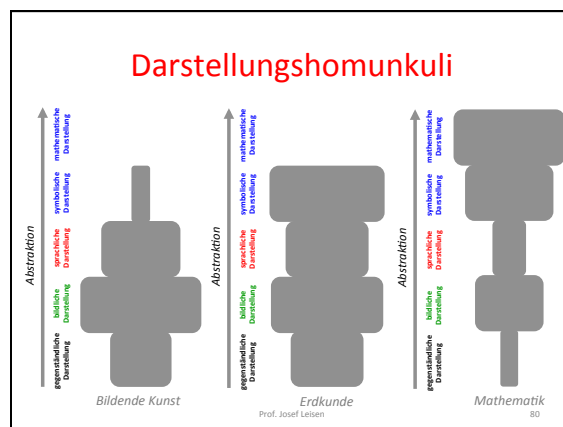 Darstellungshomunkuli
Abstraktion
mathematische
Darstellung
symbolische
Darstellung
sprachliche
Darstellung
bildliche
Darstellung
gegenständliche
Darstellung
Bildende Kunst
Abstraktion
mathematische
Darstellung
symbolische
Darstellung
sprachliche
Darstellung
bildliche
Darstellung
gegenständliche
Darstellung
Erdkunde
Abstraktion
mathematische
Darstellung
symbolische
Darstellung
sprachliche
Darstellung
bildliche
Darstellung
gegenständliche
Darstellung
Mathematik
Prof. Josef Leisen
80